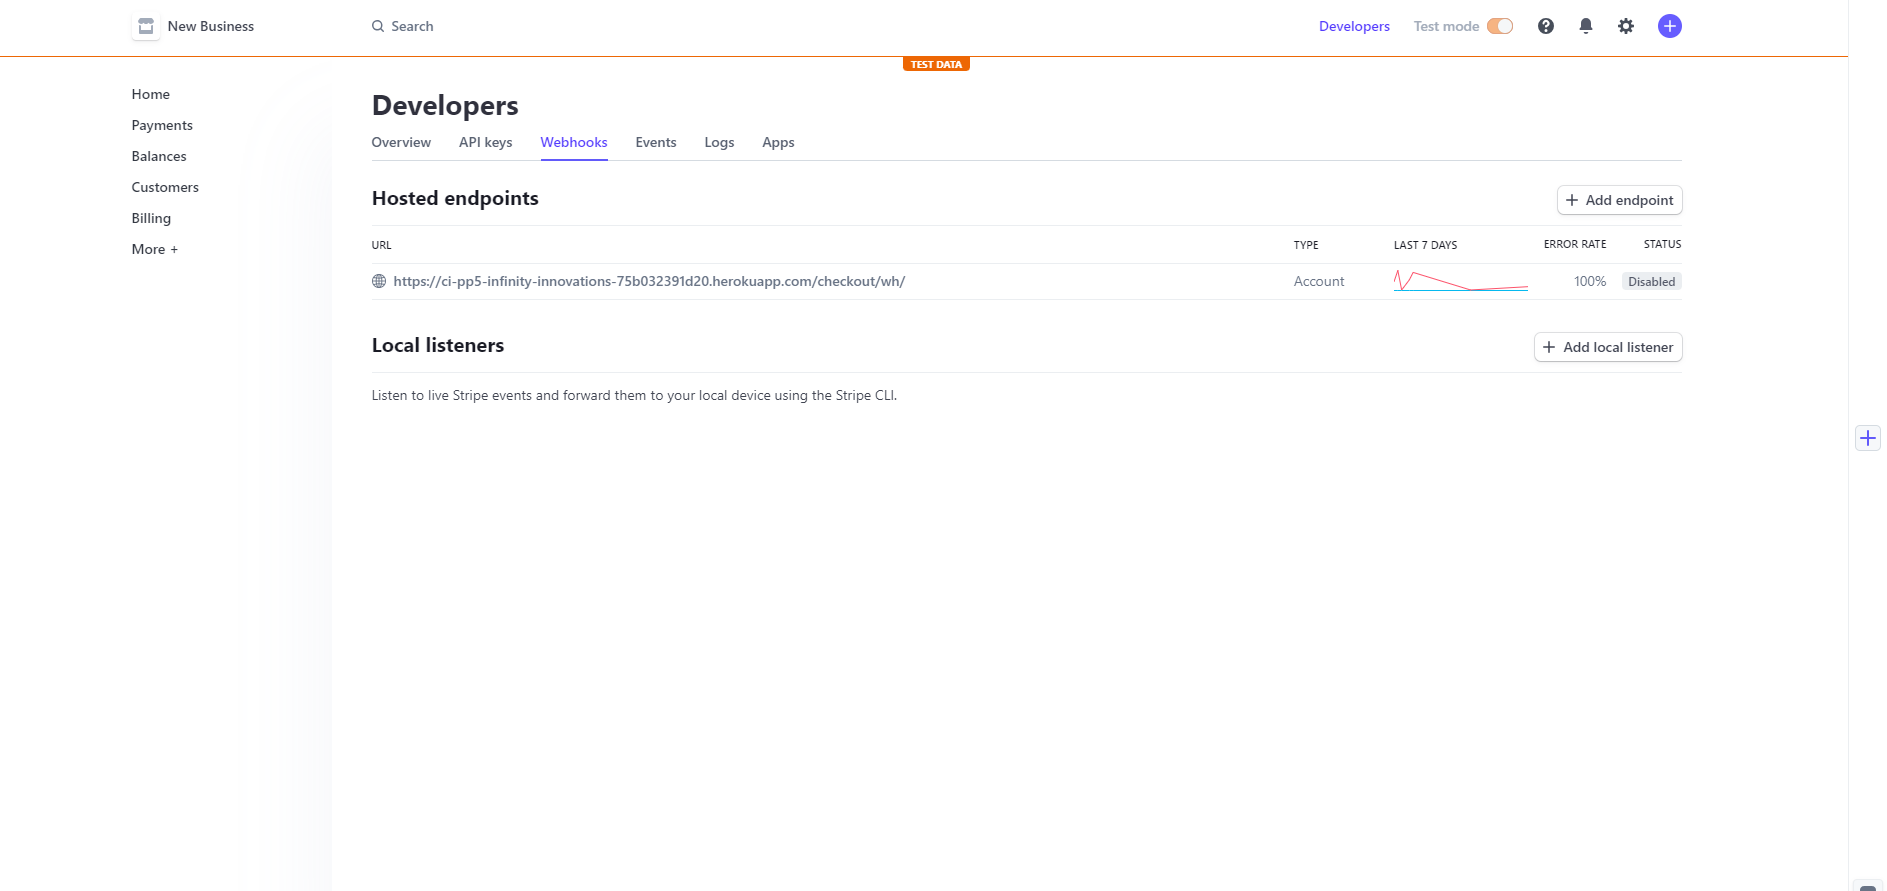 New Business
Search
Developers
Test mode
TEST DATA
Home
Payments
Balances
Customers
Billing
More +
Developers
Overview
API keys
Webhooks
Events
Logs
Apps
Hosted endpoints
+ Add endpoint
URL
TYPE
LAST 7 DAYS
ERROR RATE
STATUS
https://ci-pp5-infinity-innovations-75b032391d20.herokuapp.com/checkout/wh/
Account
100%
Disabled
Local listeners
+ Add local listener
Listen to live Stripe events and forward them to your local device using the Stripe CLI.